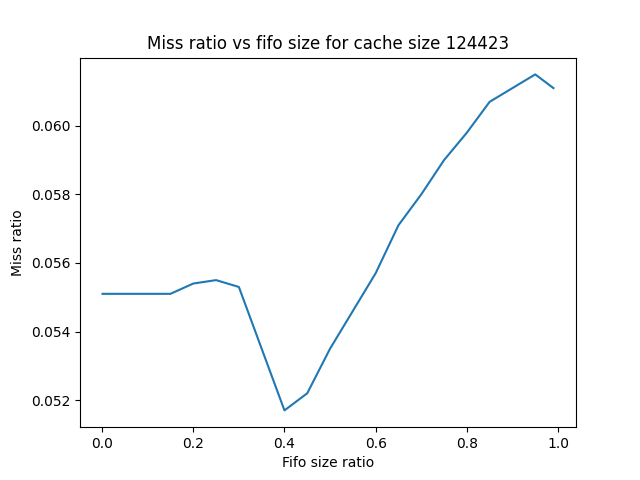 Miss ratio vs fifo size for cache size 124423
0.060
0.058
0.056
0.054
0.052
Miss ratio
0.0 0.2 0.4 0.6 0.8 1.0
Fifo size ratio